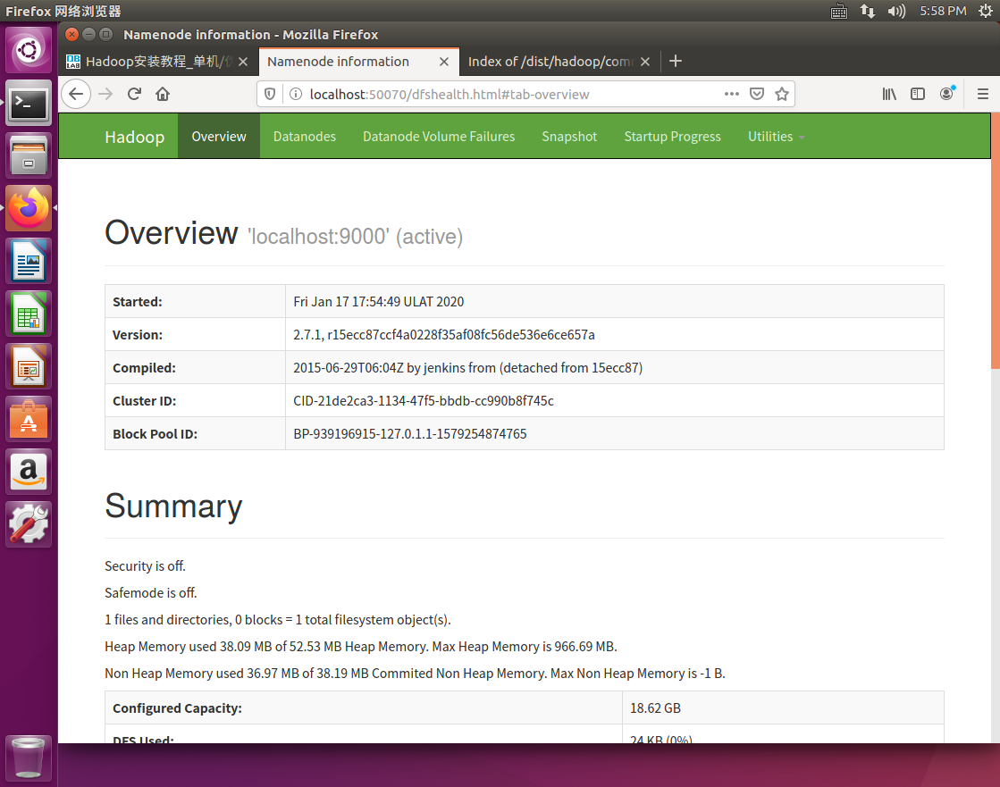 Firefox 网络浏览器
5:58 PM
Namenode information - Mozilla Firefox
Hadoop安装教程_单机/
Namenode information
Index of /dist/hadoop/com
localhost:50070/dfshealth.html#tab-overview
Hadoop
Overview
Datanodes
Datanode Volume Failures
Snapshot
Startup Progress
Utilities
Overview 'localhost:9000' (active)
Started: Fri Jan 17 17:54:49 ULAT 2020
Version: 2.7.1, r15ecc87ccf4a0228f35af08fc56de536e6ce657a
Compiled: 2015-06-29T06:04Z by jenkins from (detached from 15ecc87)
Cluster ID: CID-21de2ca3-1134-47f5-bbdb-cc990b8f745c
Block Pool ID: BP-939196915-127.0.1.1-1579254874765
Summary
Security is off.
Safemode is off.
1 files and directories, 0 blocks = 1 total filesystem object(s).
Heap Memory used 38.09 MB of 52.53 MB Heap Memory. Max Heap Memory is 966.69 MB.
Non Heap Memory used 36.97 MB of 38.19 MB Commited Non Heap Memory. Max Non Heap Memory is -1 B.
Configured Capacity: 18.62 GB
DFS Used: 24 KB (0%)